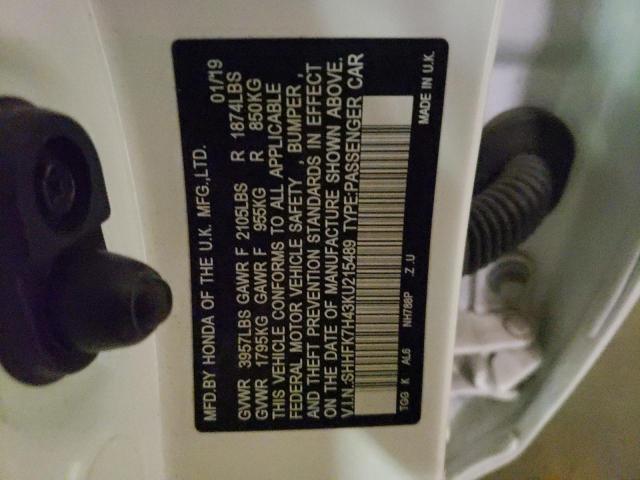 MFD.BY HONDA OF THE U.K. MFG.,LTD. 01/19
GVWR 3957LBS GAWR F 2105LBS R 1874LBS
GVWR 1795KG GAWR F 955KG R 850KG
THIS VEHICLE CONFORMS TO ALL APPLICABLE
FEDERAL MOTOR VEHICLE SAFETY , BUMPER ,
AND THEFT PREVENTION STANDARDS IN EFFECT
ON THE DATE OF MANUFACTURE SHOWN ABOVE.
V.I.N.:SHHFK7H43KU215489 TYPE:PASSENGER CAR
TGG K AL6 NH788P .Z.U MADE IN U.K.